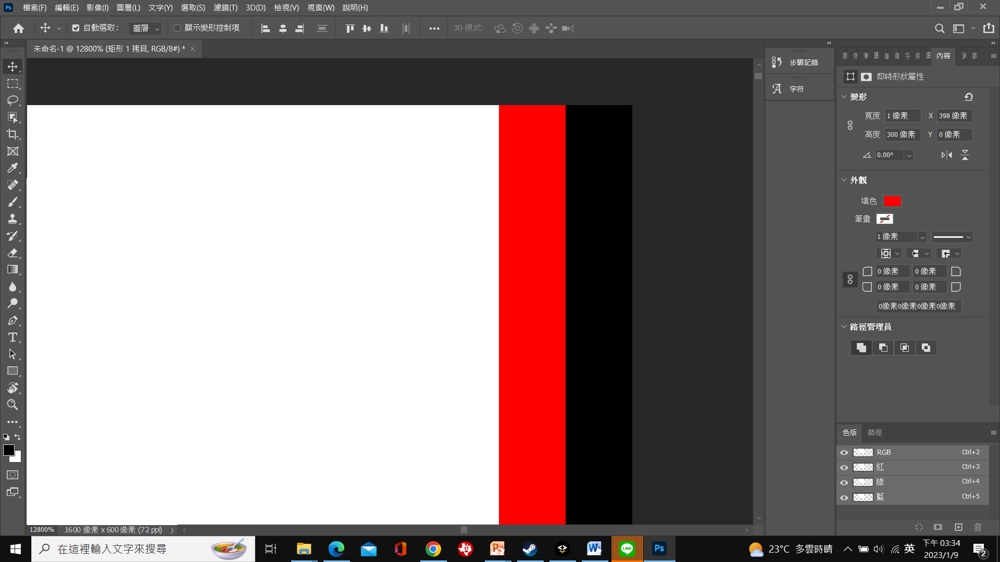 Ps 檔案(F) 編輯(E) 影像(I) 圖層(L) 文字(Y) 選取(S) 濾鏡(T) 3D(D) 檢視(V) 視窗(W) 說明(H)
自動選取： 圖層 顯示變形控制項 3D 模式：
未命名-1 @ 12800% (矩形 1 拷貝, RGB/8#) *
步驟記錄
字符
內容
即時形狀屬性
變形
寬度 1 像素 X 398 像素
高度 300 像素 Y 0 像素
0.00°
外觀
填色
筆畫
1 像素
0 像素 0 像素
0 像素 0 像素
0像素0像素0像素0像素
路徑管理員
色版 路徑
RGB Ctrl+2
紅 Ctrl+3
綠 Ctrl+4
藍 Ctrl+5
12800% 1600 像素 x 600 像素 (72 ppi)
在這裡輸入文字來搜尋
LINE
Ps
23°C 多雲時晴
英
下午 03:34
2023/1/9
2